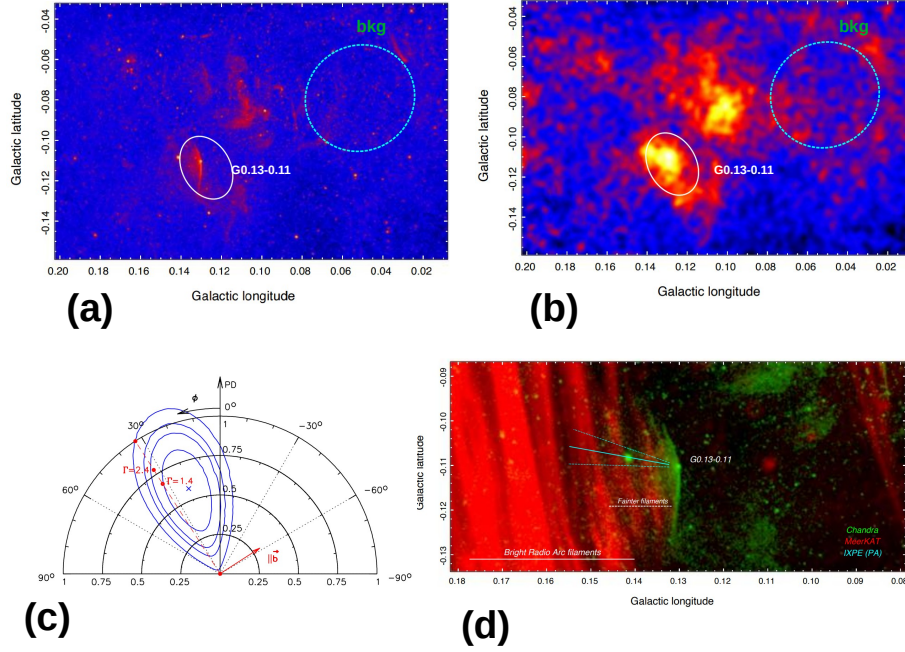 bkg
G0.13-0.11
Galactic latitude
-0.04
-0.06
-0.08
-0.10
-0.12
-0.14
0.20 0.18 0.16 0.14 0.12 0.10 0.08 0.06 0.04 0.02
Galactic longitude
(a)
bkg
G0.13-0.11
Galactic latitude
-0.04
-0.06
-0.08
-0.10
-0.12
-0.14
0.20 0.18 0.16 0.14 0.12 0.10 0.08 0.06 0.04 0.02
Galactic longitude
(b)
PD
ϕ
0°
30°
-30°
60°
-60°
90°
-90°
1
0.75
0.5
0.25
Γ=2.4
Γ=1.4
||b
1 0.75 0.25 0.25 0.5 0.75 1
(c)
Galactic latitude
-0.09
-0.10
-0.11
-0.12
-0.13
G0.13-0.11
Fainter filaments
Bright Radio Arc filaments
Chandra
MeerKAT
IXPE (PA)
0.18 0.17 0.16 0.15 0.14 0.13 0.12 0.11 0.10 0.09 0.08
Galactic longitude
(d)